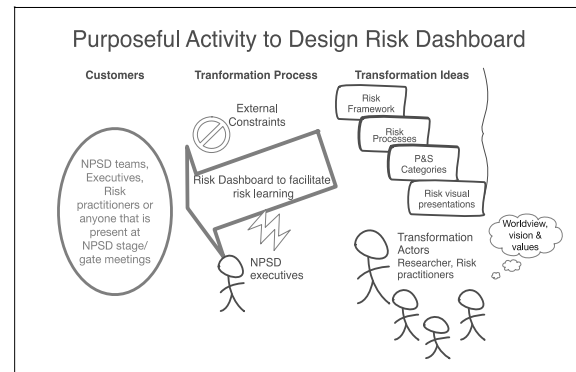 Purposeful Activity to Design Risk Dashboard
Customers
Tranformation Process
Transformation Ideas
NPSD teams,
Executives,
Risk
practitioners or
anyone that is
present at
NPSD stage/
gate meetings
External
Constraints
Risk Dashboard to facilitate
risk learning
NPSD
executives
Risk
Framework
Risk
Processes
P&S
Categories
Risk visual
presentations
Transformation
Actors
Researcher, Risk
practitioners
Worldview,
vision &
values